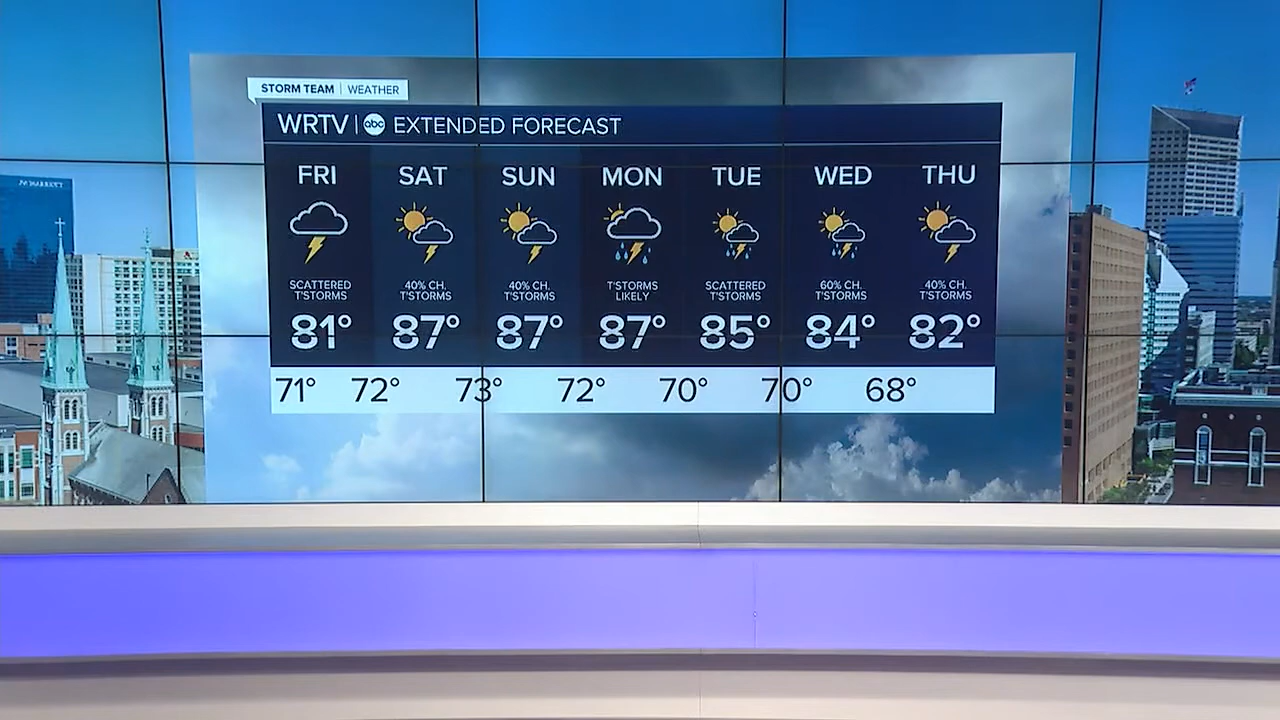 STORM TEAM | WEATHER
WRTV | abc EXTENDED FORECAST
FRI SAT SUN MON TUE WED THU
SCATTERED T'STORMS
40% CH. T'STORMS
40% CH. T'STORMS
T'STORMS LIKELY
SCATTERED T'STORMS
60% CH. T'STORMS
40% CH. T'STORMS
81° 87° 87° 87° 85° 84° 82°
71° 72° 73° 72° 70° 70° 68°
JW MARRIOTT